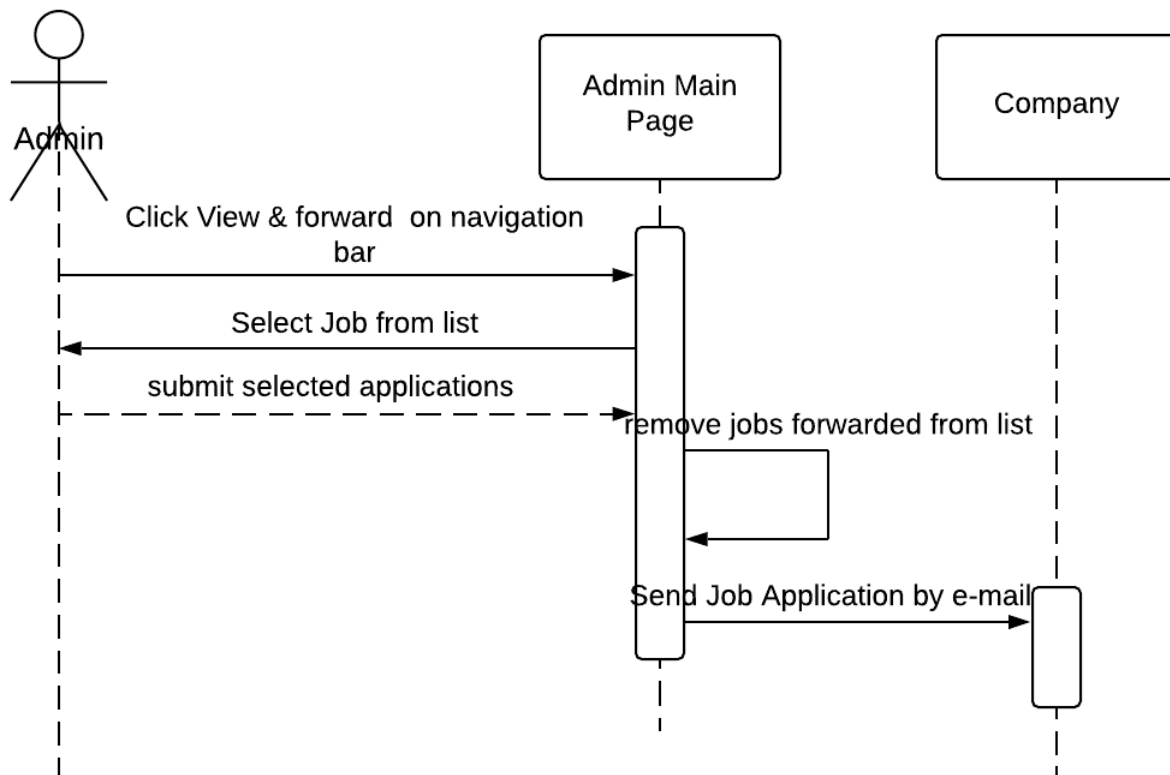 Admin Main
Page
Company
Admin
Click View & forward  on navigation
bar
Select Job from list
submit selected applications
remove jobs forwarded from list
Send Job Application by e-mail